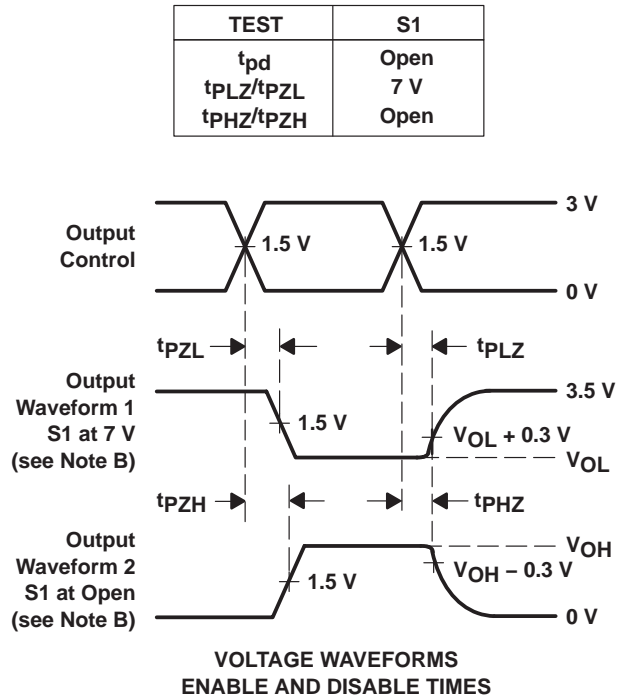 TEST S1
tpd Open
tPLZ/tPZL 7 V
tPHZ/tPZH Open
Output
Control
1.5 V
1.5 V
3 V
0 V
tPZL
tPLZ
Output
Waveform 1
S1 at 7 V
(see Note B)
1.5 V
3.5 V
VOL + 0.3 V
VOL
tPZH
tPHZ
Output
Waveform 2
S1 at Open
(see Note B)
1.5 V
VOH
VOH – 0.3 V
0 V
VOLTAGE WAVEFORMS
ENABLE AND DISABLE TIMES